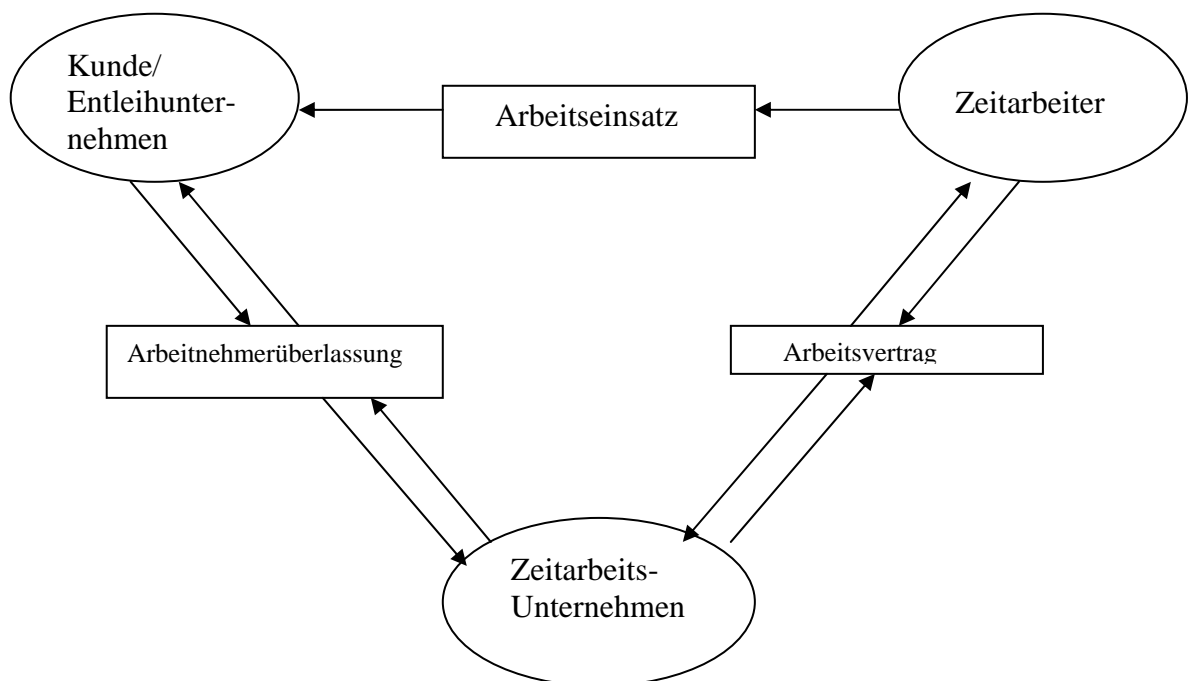 Kunde/
Entleihunter-
nehmen
Arbeitseinsatz
Zeitarbeiter
Arbeitnehmerüberlassung
Arbeitsvertrag
Zeitarbeits-
Unternehmen